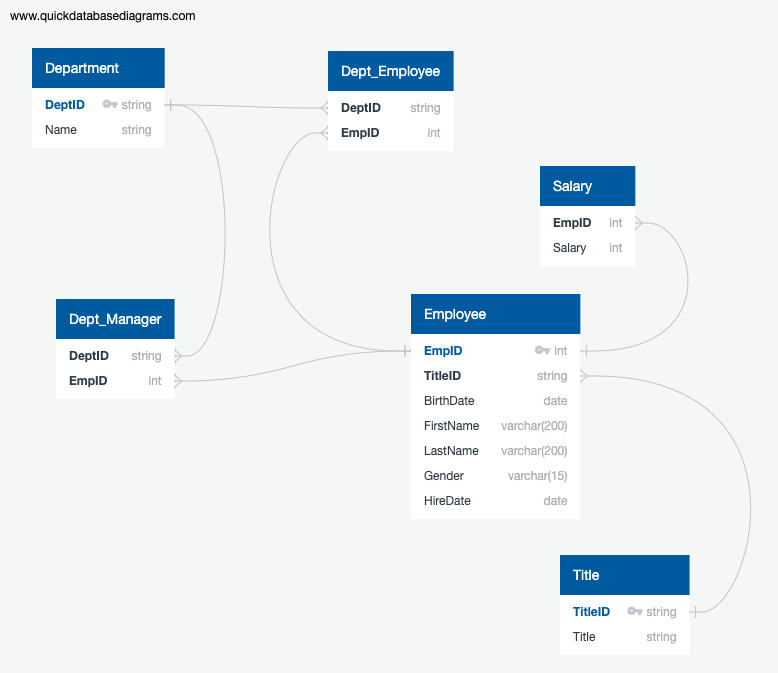 www.quickdatabasediagrams.com
Department
DeptID string
Name string
Dept_Employee
DeptID string
EmpID int
Salary
EmpID int
Salary int
Dept_Manager
DeptID string
EmpID int
Employee
EmpID int
TitleID string
BirthDate date
FirstName varchar(200)
LastName varchar(200)
Gender varchar(15)
HireDate date
Title
TitleID string
Title string